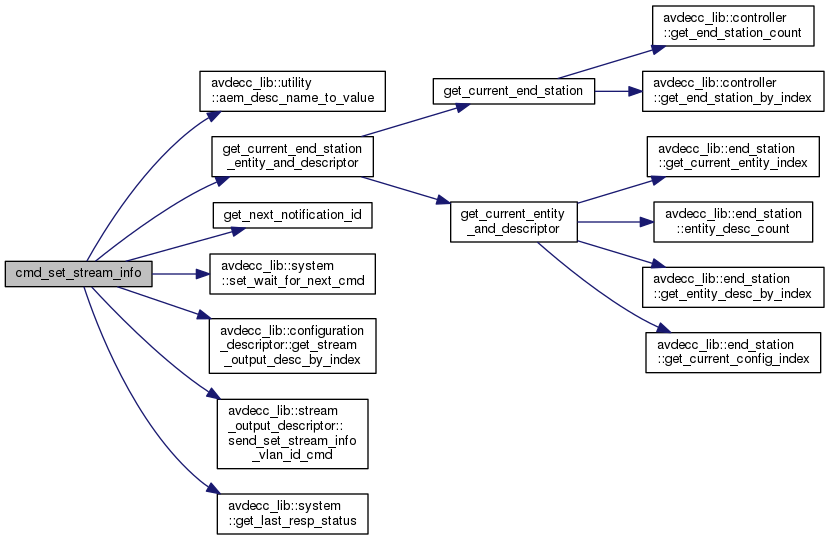 cmd_set_stream_info
avdecc_lib::utility
::aem_desc_name_to_value
get_current_end_station
_entity_and_descriptor
get_next_notification_id
avdecc_lib::system
::set_wait_for_next_cmd
avdecc_lib::configuration
_descriptor::get_stream
_output_desc_by_index
avdecc_lib::stream
_output_descriptor::
send_set_stream_info
_vlan_id_cmd
avdecc_lib::system
::get_last_resp_status
get_current_end_station
get_current_entity
_and_descriptor
avdecc_lib::controller
::get_end_station_count
avdecc_lib::controller
::get_end_station_by_index
avdecc_lib::end_station
::get_current_entity_index
avdecc_lib::end_station
::entity_desc_count
avdecc_lib::end_station
::get_entity_desc_by_index
avdecc_lib::end_station
::get_current_config_index